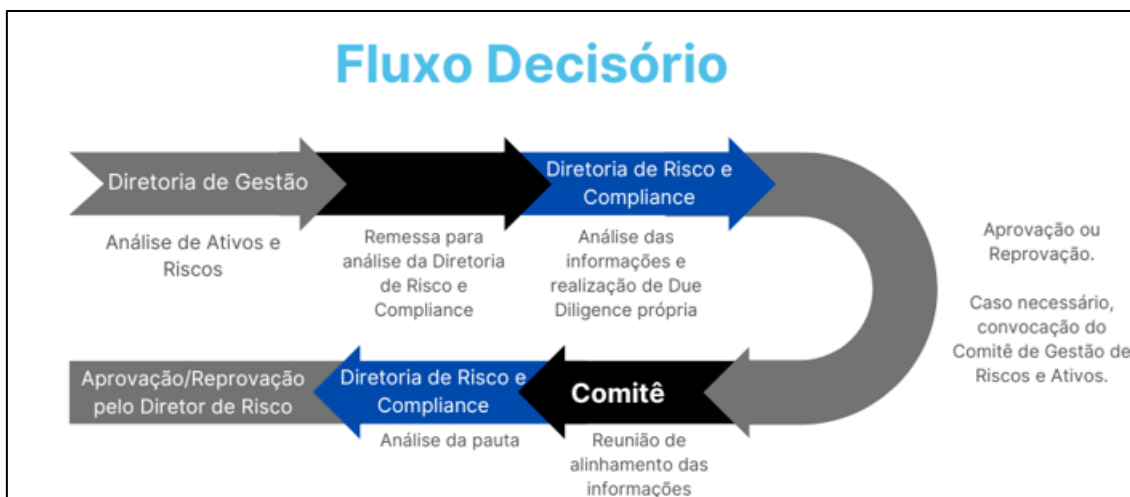 Fluxo Decisório
Diretoria de Gestão
Análise de Ativos e
Riscos
Remessa para
análise da Diretoria
de Risco e
Compliance
Diretoria de Risco e
Compliance
Análise das
informações e
realização de Due
Diligence própria
Aprovação ou
Reprovação.
Caso necessário,
convocação do
Comitê de Gestão de
Riscos e Ativos.
Comitê
Reunião de
alinhamento das
informações
Diretoria de Risco e
Compliance
Análise da pauta
Aprovação/Reprovação
pelo Diretor de Risco